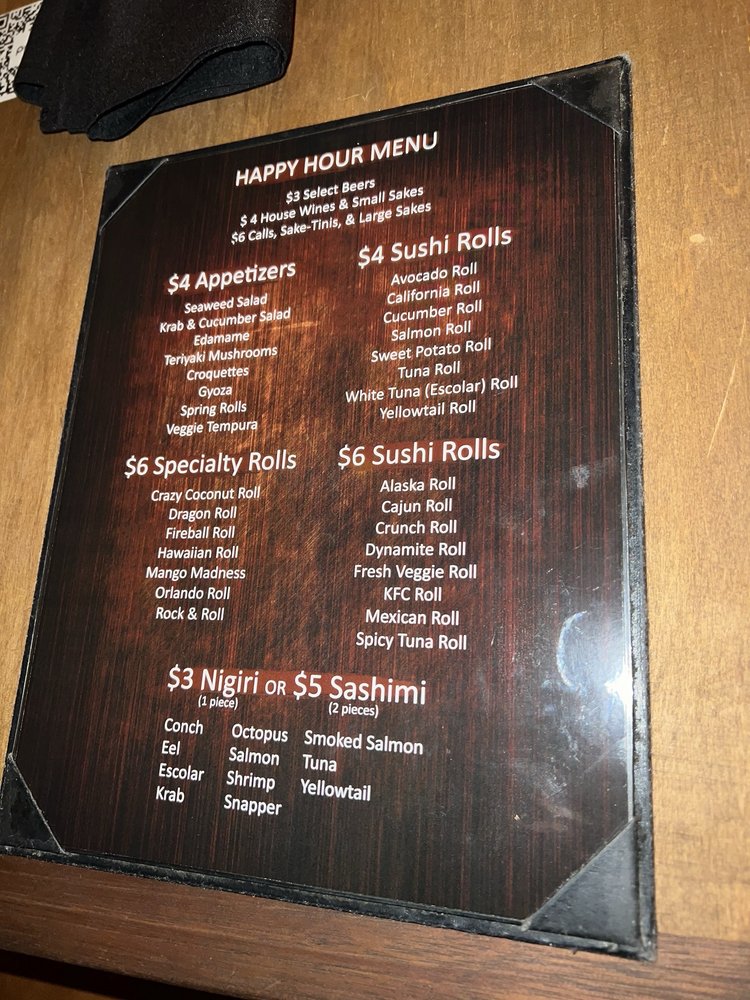 HAPPY HOUR MENU
$3 Select Beers
$ 4 House Wines & Small Sakes
$6 Calls, Sake-Tinis, & Large Sakes
$4 Appetizers
Seaweed Salad
Krab & Cucumber Salad
Edamame
Teriyaki Mushrooms
Croquettes
Gyoza
Spring Rolls
Veggie Tempura
$4 Sushi Rolls
Avocado Roll
California Roll
Cucumber Roll
Salmon Roll
Sweet Potato Roll
Tuna Roll
White Tuna (Escolar) Roll
Yellowtail Roll
$6 Specialty Rolls
Crazy Coconut Roll
Dragon Roll
Fireball Roll
Hawaiian Roll
Mango Madness
Orlando Roll
Rock & Roll
$6 Sushi Rolls
Alaska Roll
Cajun Roll
Crunch Roll
Dynamite Roll
Fresh Veggie Roll
KFC Roll
Mexican Roll
Spicy Tuna Roll
$3 Nigiri OR $5 Sashimi
(1 piece) (2 pieces)
Conch
Eel
Escolar
Krab
Octopus
Salmon
Shrimp
Snapper
Smoked Salmon
Tuna
Yellowtail